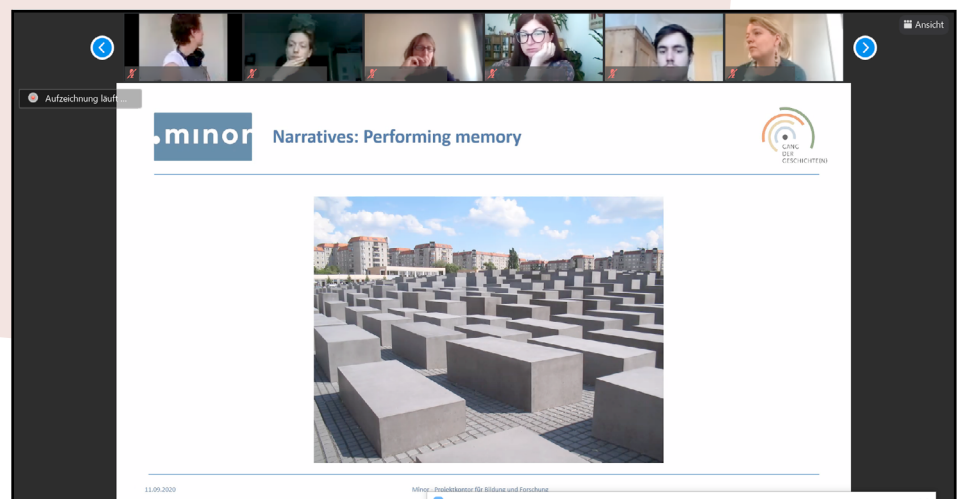 Ansicht
Aufzeichnung läuft ...
.minor
Narratives: Performing memory
GANG
DER
GESCHICHTE(N)
11.09.2020
Minor - Projektkontor für Bildung und Forschung